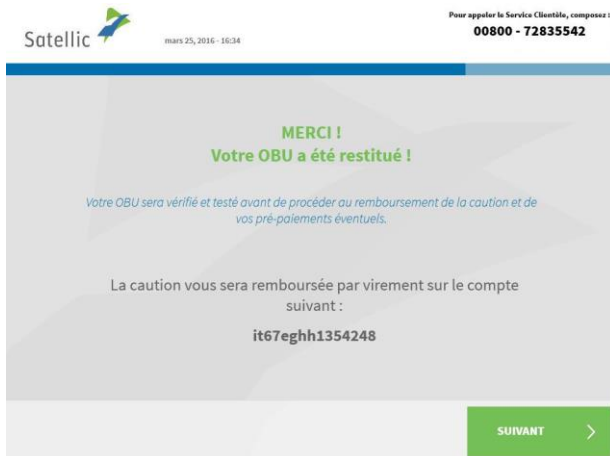 Satellic
mars 25, 2016 - 16:34
Pour appeler le Service Clientèle, composez :
00800 - 72835542
MERCI !
Votre OBU a été restitué !
Votre OBU sera vérifié et testé avant de procéder au remboursement de la caution et de
vos pré-paiements éventuels.
La caution vous sera remboursée par virement sur le compte
suivant :
it67eghh1354248
SUIVANT